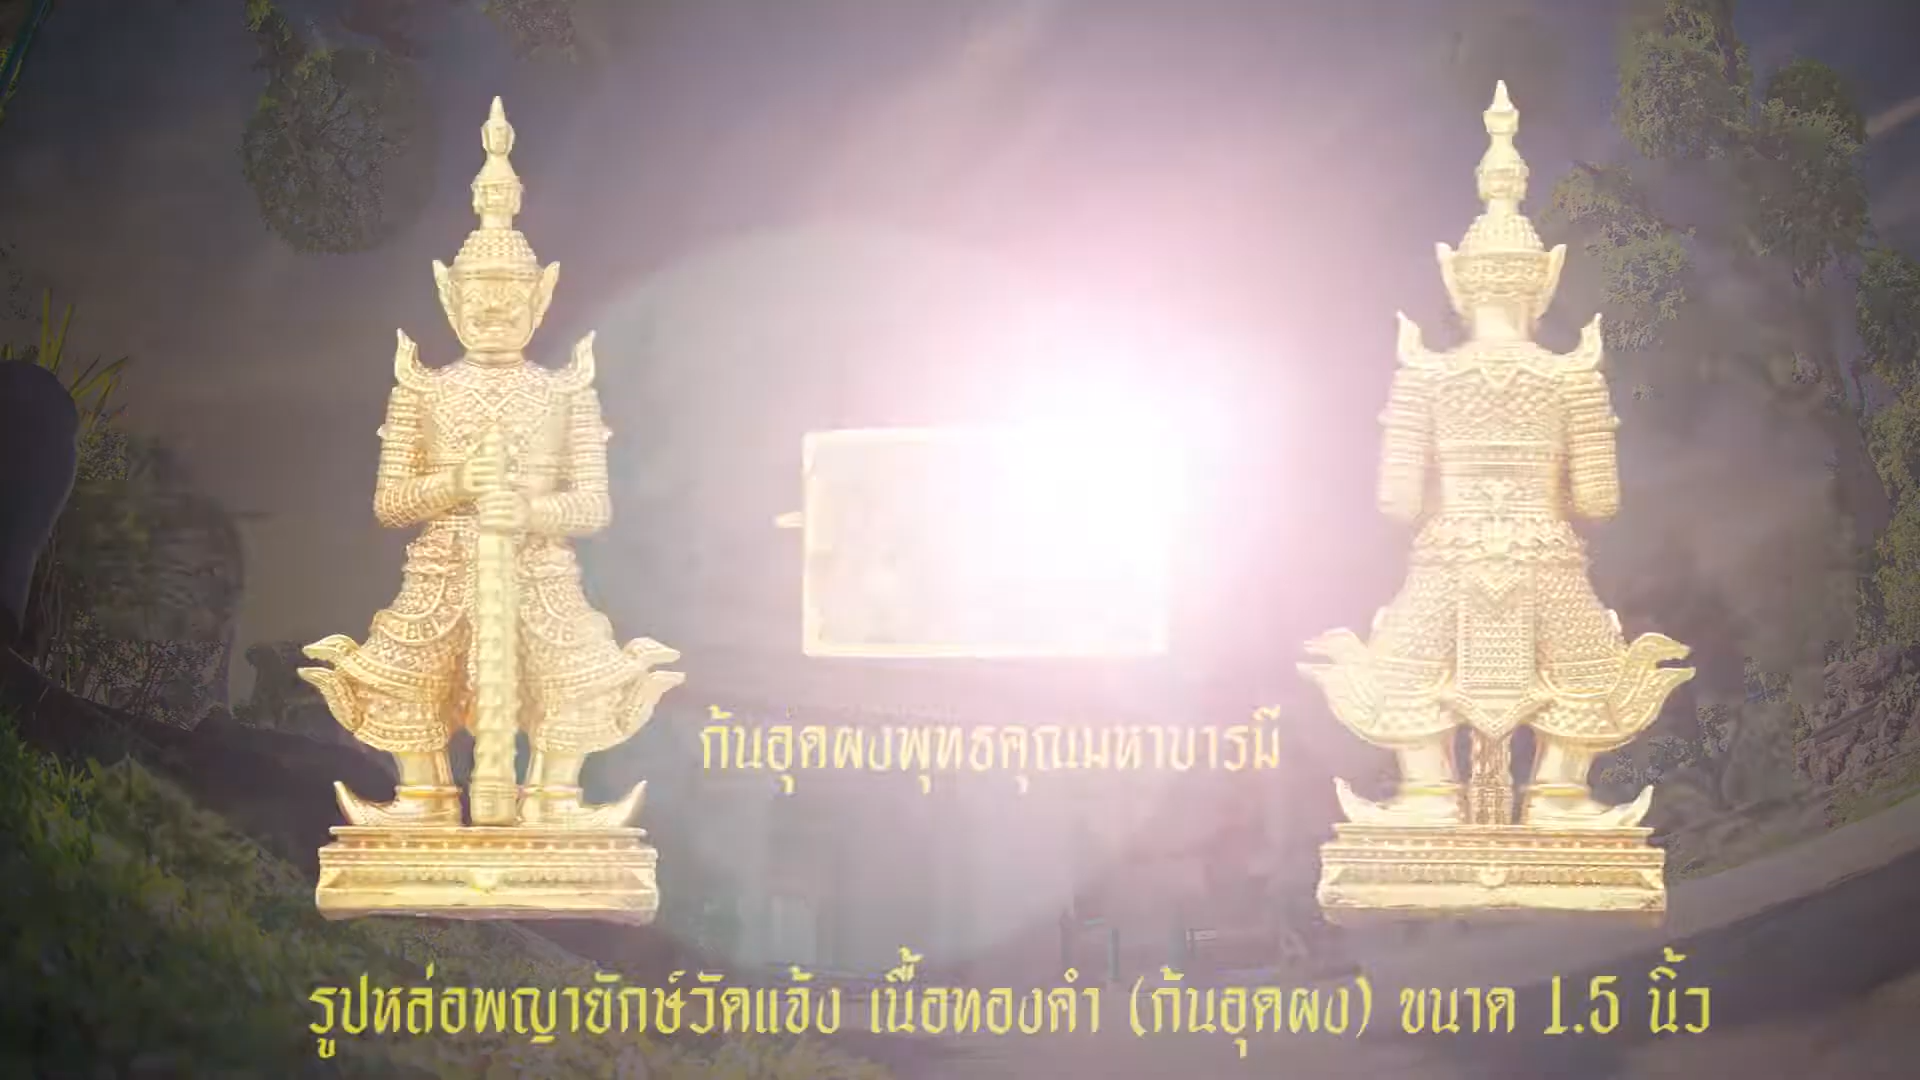 ก้นอุดผงพุทธคุณมหาบารมี
รูปหล่อพญายักษ์วัดแจ้ง เนื้อทองคำ (ก้นอุดผง) ขนาด 1.5 นิ้ว